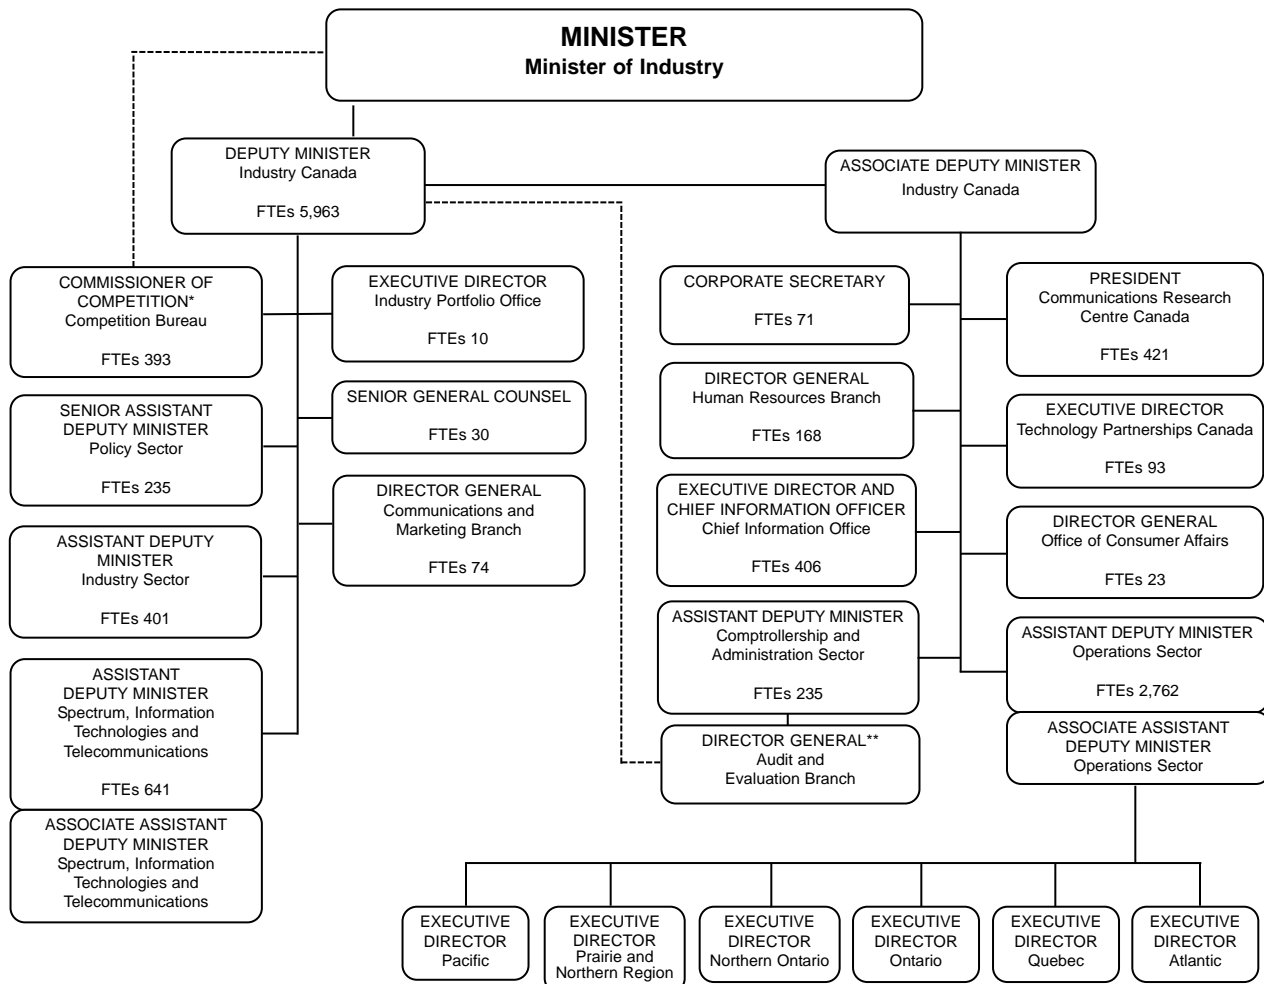 MINISTER
Minister of Industry
DEPUTY MINISTER
Industry Canada
FTEs 5,963
ASSOCIATE DEPUTY MINISTER
Industry Canada
COMMISSIONER OF
COMPETITION*
Competition Bureau
FTEs 393
EXECUTIVE DIRECTOR
Industry Portfolio Office
FTEs 10
CORPORATE SECRETARY
FTEs 71
PRESIDENT
Communications Research
Centre Canada
FTEs 421
SENIOR ASSISTANT
DEPUTY MINISTER
Policy Sector
FTEs 235
SENIOR GENERAL COUNSEL
FTEs 30
DIRECTOR GENERAL
Human Resources Branch
FTEs 168
EXECUTIVE DIRECTOR
Technology Partnerships Canada
FTEs 93
ASSISTANT DEPUTY
MINISTER
Industry Sector
FTEs 401
DIRECTOR GENERAL
Communications and
Marketing Branch
FTEs 74
EXECUTIVE DIRECTOR AND
CHIEF INFORMATION OFFICER
Chief Information Office
FTEs 406
DIRECTOR GENERAL
Office of Consumer Affairs
FTEs 23
ASSISTANT
DEPUTY MINISTER
Spectrum, Information
Technologies and
Telecommunications
FTEs 641
ASSISTANT DEPUTY MINISTER
Comptrollership and
Administration Sector
FTEs 235
ASSISTANT DEPUTY MINISTER
Operations Sector
FTEs 2,762
ASSOCIATE ASSISTANT
DEPUTY MINISTER
Spectrum, Information
Technologies and
Telecommunications
DIRECTOR GENERAL**
Audit and
Evaluation Branch
ASSOCIATE ASSISTANT
DEPUTY MINISTER
Operations Sector
EXECUTIVE
DIRECTOR
Pacific
EXECUTIVE
DIRECTOR
Prairie and
Northern Region
EXECUTIVE
DIRECTOR
Northern Ontario
EXECUTIVE
DIRECTOR
Ontario
EXECUTIVE
DIRECTOR
Quebec
EXECUTIVE
DIRECTOR
Atlantic